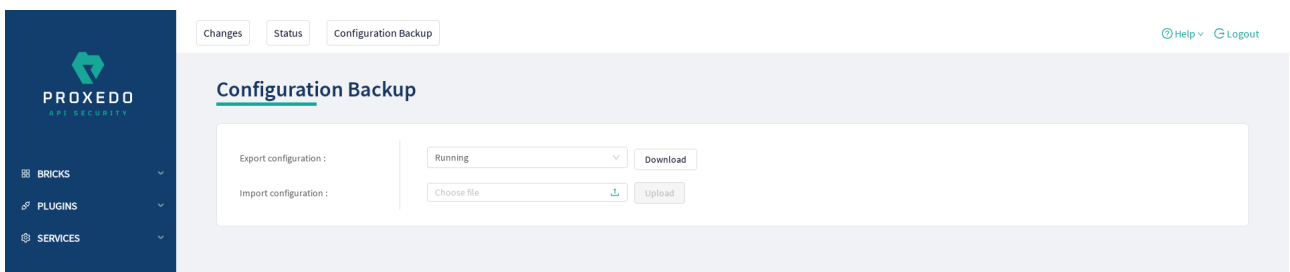 Changes Status Configuration Backup Help Logout
PROXEDO
API SECURITY
Configuration Backup
Export configuration : Running Download
Import configuration : Choose file Upload
BRICKS
PLUGINS
SERVICES